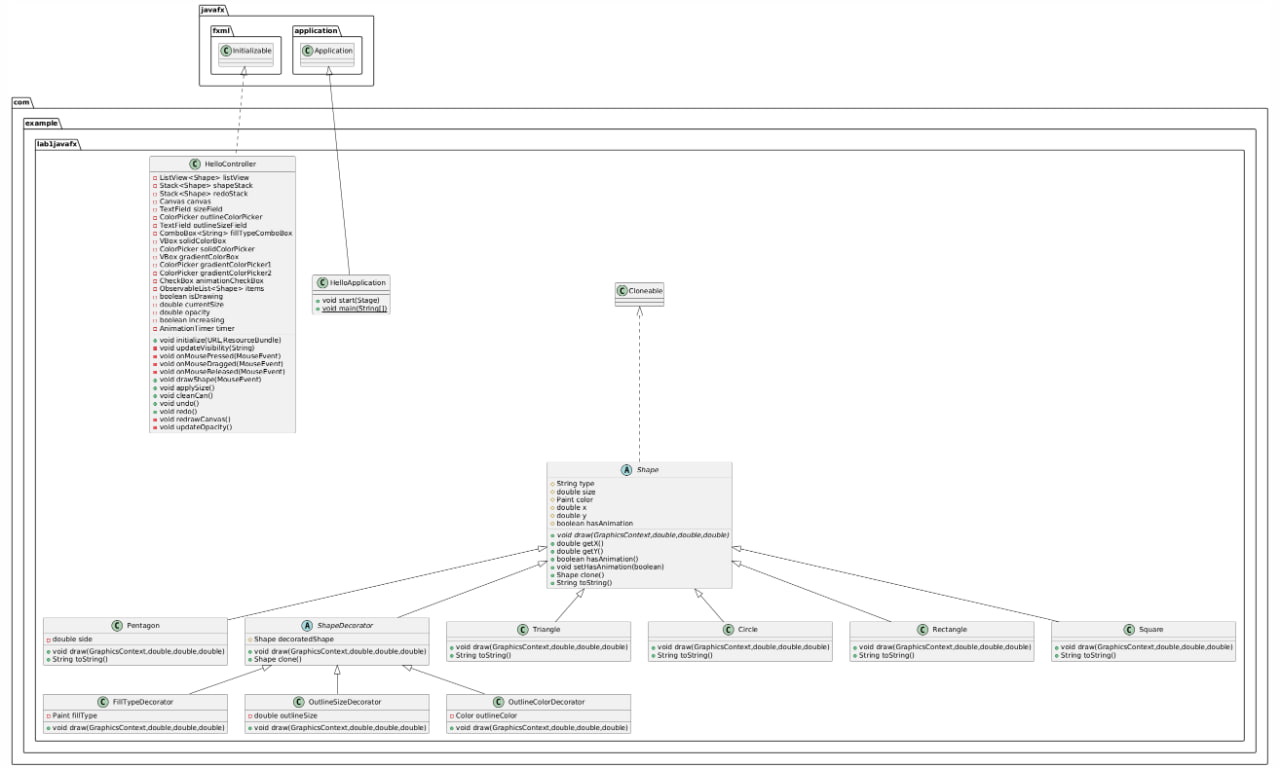 javafx
fxml
application
C Initializable
C Application
com
example
lab1javafx
C HelloController
ListView<Shape> listView
Stack<Shape> shapeStack
Stack<Shape> redoStack
Canvas canvas
TextField sizeField
ColorPicker outlineColorPicker
TextField outlineSizeField
ComboBox<String> fillTypeComboBox
VBox solidColorBox
ColorPicker solidColorPicker
VBox gradientColorBox
ColorPicker gradientColorPicker1
ColorPicker gradientColorPicker2
CheckBox animationCheckBox
ObservableList<Shape> items
boolean isDrawing
double currentSize
double opacity
boolean increasing
AnimationTimer timer
void initialize(URL,ResourceBundle)
void updateVisibility(String)
void onMousePressed(MouseEvent)
void onMouseDragged(MouseEvent)
void onMouseReleased(MouseEvent)
void drawShape(MouseEvent)
void applySize()
void cleanCan()
void undo()
void redo()
void redrawCanvas()
void updateOpacity()
C HelloApplication
void start(Stage)
void main(String[])
C Cloneable
A Shape
String type
double size
Paint color
double x
double y
boolean hasAnimation
void draw(GraphicsContext,double,double,double)
double getX()
double getY()
boolean hasAnimation()
void setHasAnimation(boolean)
Shape clone()
String toString()
C Pentagon
double side
void draw(GraphicsContext,double,double,double)
String toString()
A ShapeDecorator
Shape decoratedShape
void draw(GraphicsContext,double,double,double)
Shape clone()
C Triangle
void draw(GraphicsContext,double,double,double)
String toString()
C Circle
void draw(GraphicsContext,double,double,double)
String toString()
C Rectangle
void draw(GraphicsContext,double,double,double)
String toString()
C Square
void draw(GraphicsContext,double,double,double)
String toString()
C FillTypeDecorator
Paint fillType
void draw(GraphicsContext,double,double,double)
C OutlineSizeDecorator
double outlineSize
void draw(GraphicsContext,double,double,double)
C OutlineColorDecorator
Color outlineColor
void draw(GraphicsContext,double,double,double)